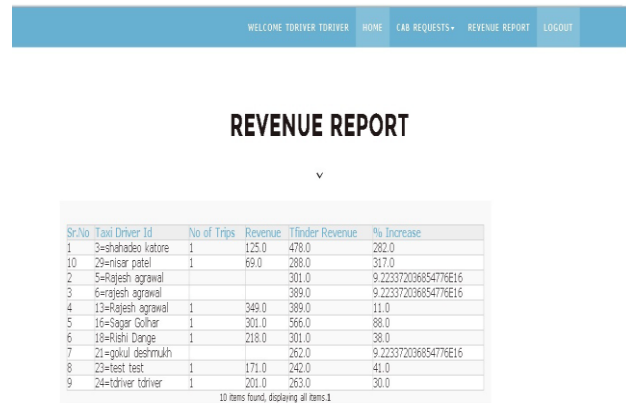 WELCOME TDRIVER TDRIVER HOME CAB REQUESTS▾ REVENUE REPORT LOGOUT
REVENUE REPORT
Sr.No Taxi Driver Id No of Trips Revenue Tfinder Revenue % Increase
1 3=shahadeo katore 1 125.0 478.0 282.0
10 29=nisar patel 1 69.0 288.0 317.0
2 5=Rajesh agrawal 301.0 9.223372036854776E16
3 6=rajesh agrawal 389.0 9.223372036854776E16
4 13=Rajesh agrawal 1 349.0 389.0 11.0
5 16=Sagar Golhar 1 301.0 566.0 88.0
6 18=Rishi Dange 1 218.0 301.0 38.0
7 21=gokul deshmukh 262.0 9.223372036854776E16
8 23=test test 1 171.0 242.0 41.0
9 24=tdriver tdriver 1 201.0 263.0 30.0
10 items found, displaying all items.1